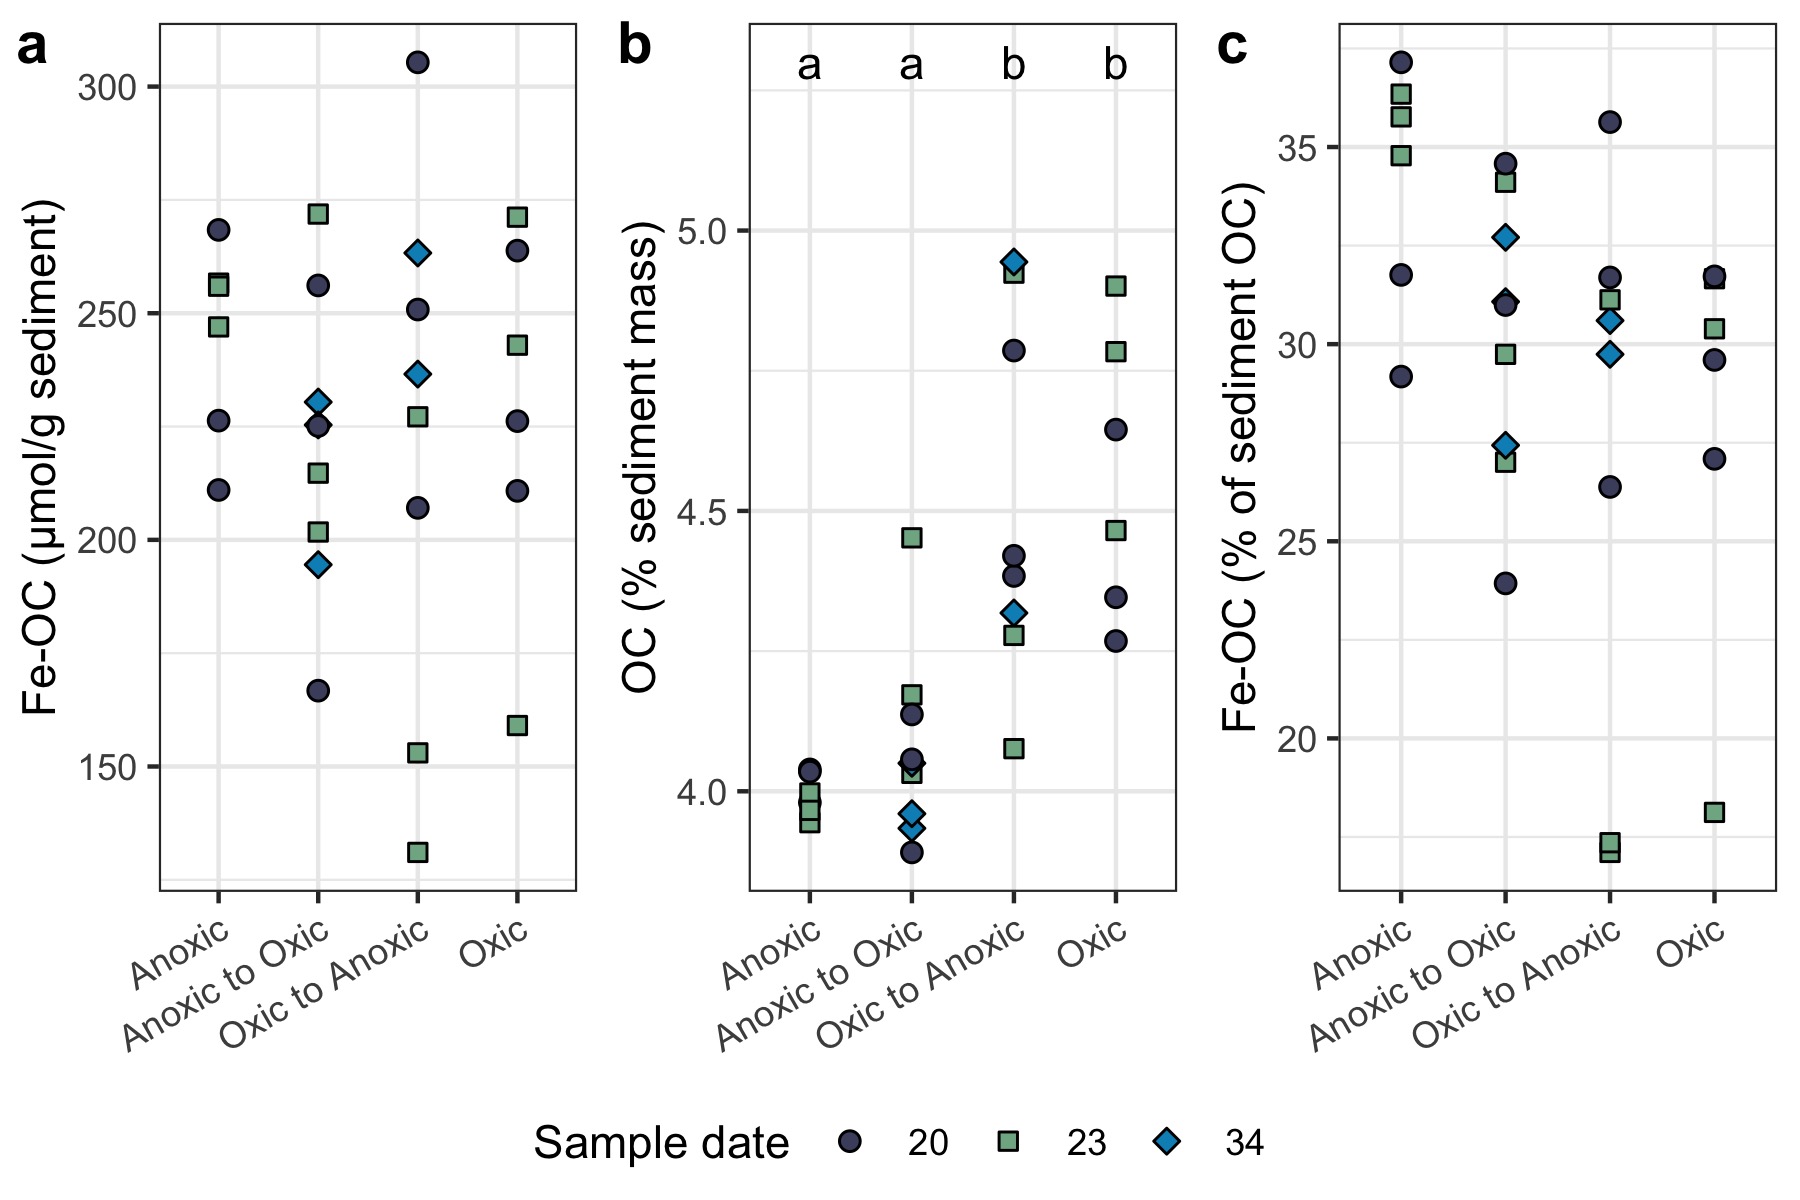 a
Fe-OC (µmol/g sediment)
300
250
200
150
Anoxic
Anoxic to Oxic
Oxic to Anoxic
Oxic
b
OC (% sediment mass)
a a b b
5.0
4.5
4.0
Anoxic
Anoxic to Oxic
Oxic to Anoxic
Oxic
c
Fe-OC (% of sediment OC)
35
30
25
20
Anoxic
Anoxic to Oxic
Oxic to Anoxic
Oxic
Sample date 20 23 34